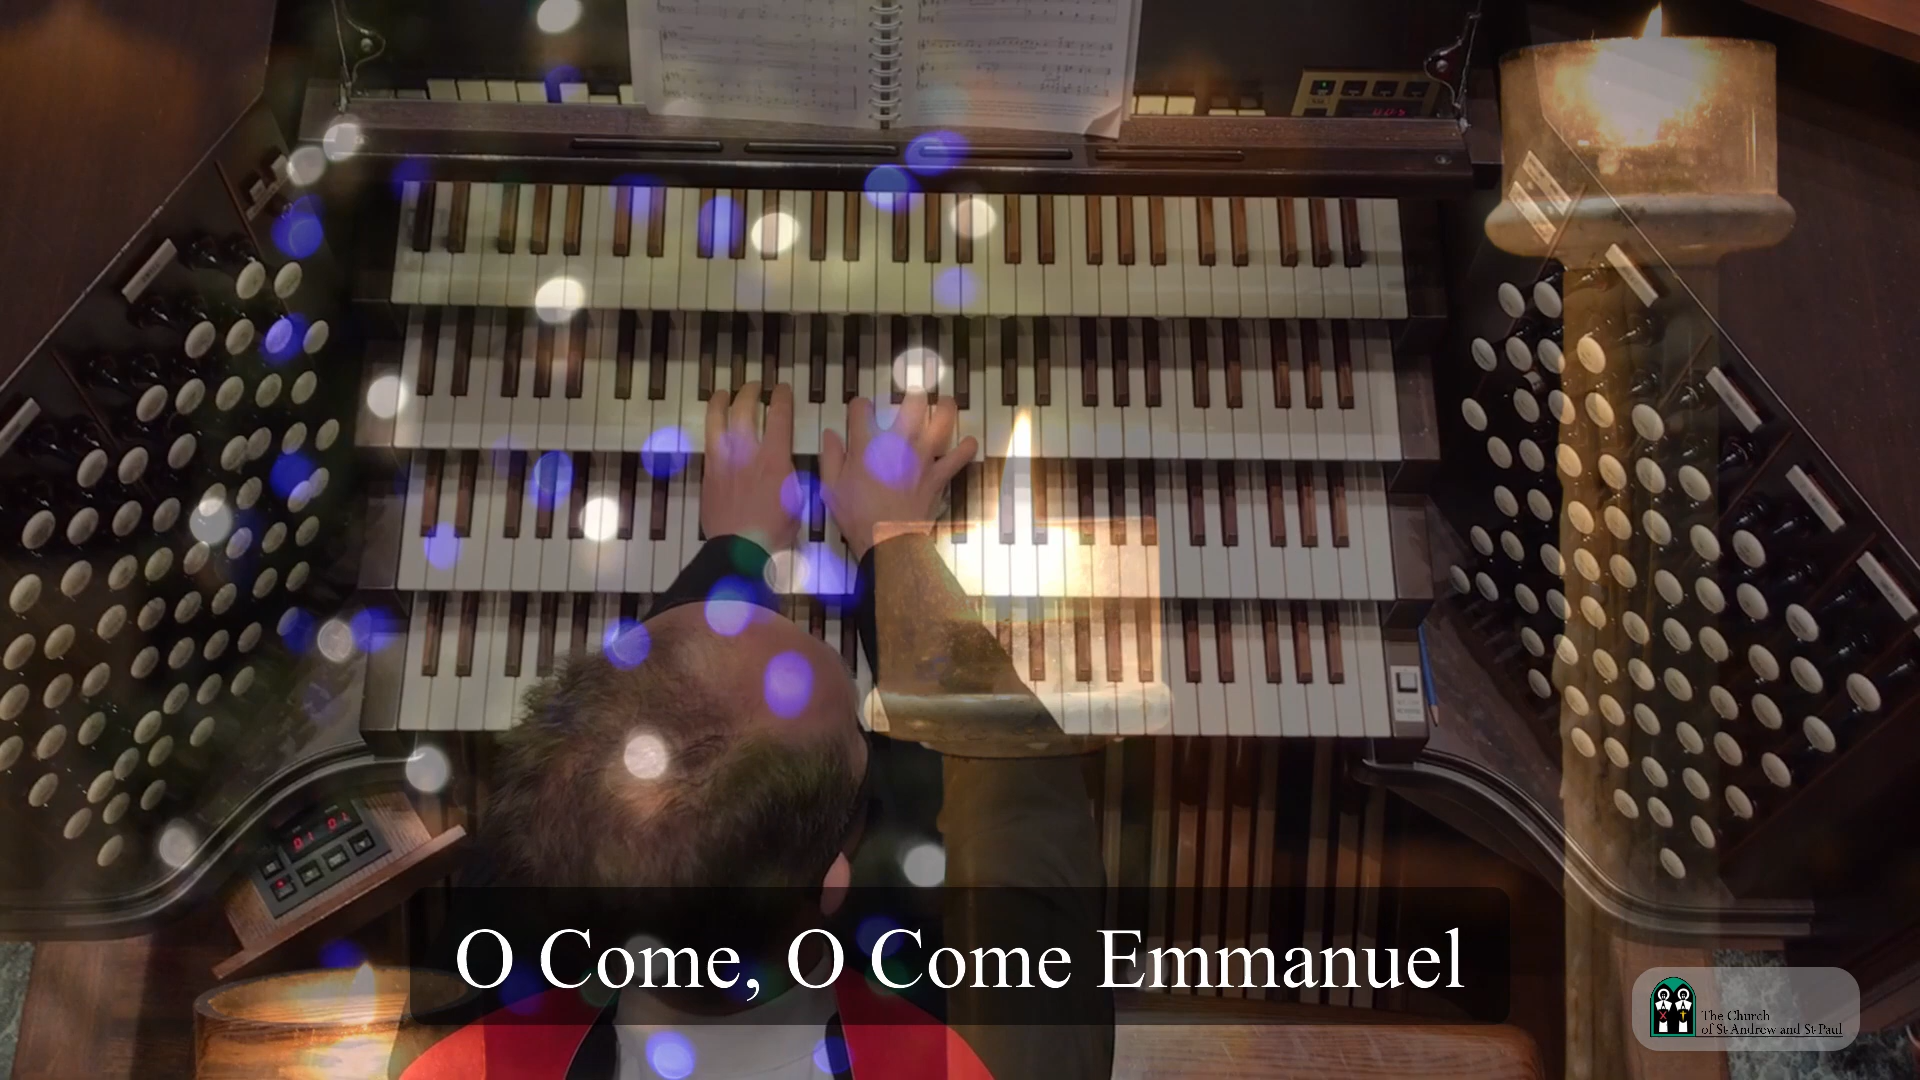 O Come, O Come Emmanuel
The Church
of St Andrew and St Paul